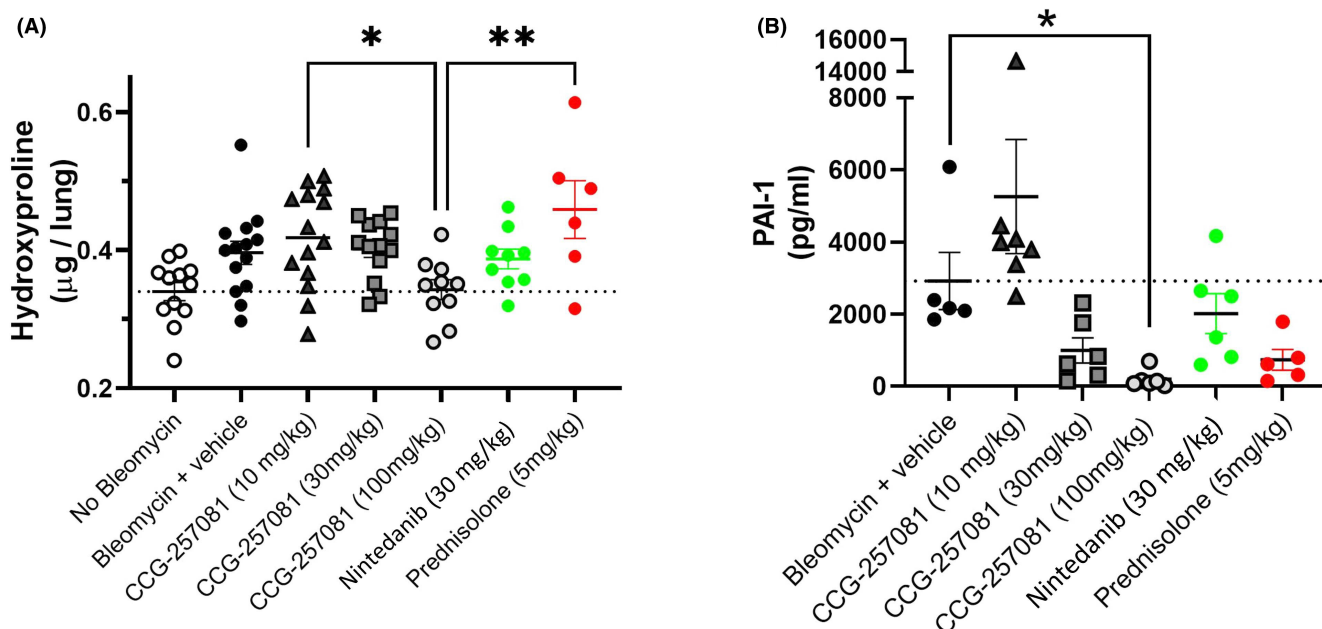 (A)
* **
Hydroxyproline
(μg / lung)
0.6
0.4
0.2
No Bleomycin
Bleomycin + vehicle
CCG-257081 (10 mg/kg)
CCG-257081 (30mg/kg)
CCG-257081 (100mg/kg)
Nintedanib (30 mg/kg)
Prednisolone (5mg/kg)
(B)
*
PAI-1
(pg/ml)
16000
14000
8000
6000
4000
2000
0
Bleomycin + vehicle
CCG-257081 (10 mg/kg)
CCG-257081 (30mg/kg)
CCG-257081 (100mg/kg)
Nintedanib (30 mg/kg)
Prednisolone (5mg/kg)